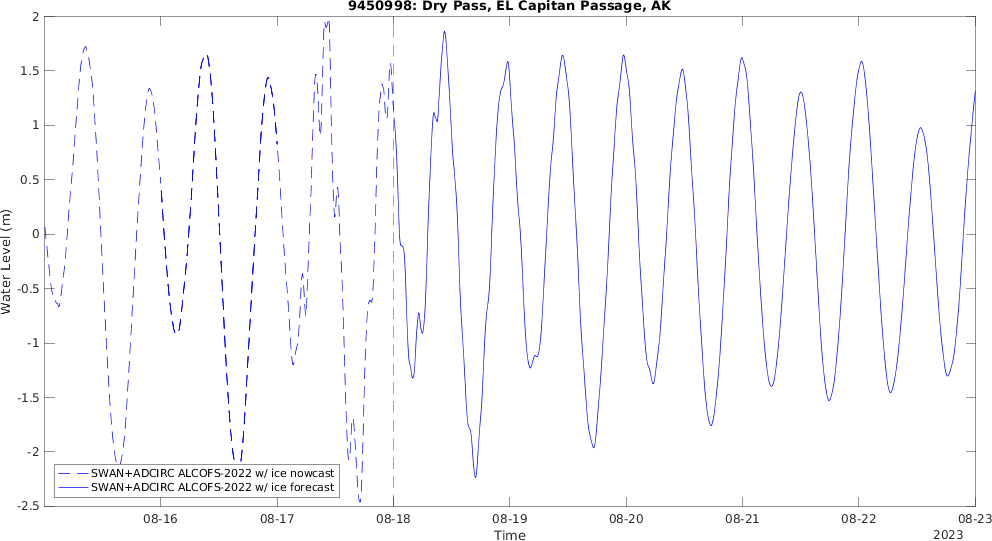 9450998: Dry Pass, EL Capitan Passage, AK
Water Level (m)
2
1.5
1
0.5
0
-0.5
-1
-1.5
-2
-2.5
SWAN+ADCIRC ALCOFS-2022 w/ ice nowcast
SWAN+ADCIRC ALCOFS-2022 w/ ice forecast
08-16 08-17 08-18 08-19 08-20 08-21 08-22 08-23
Time
2023